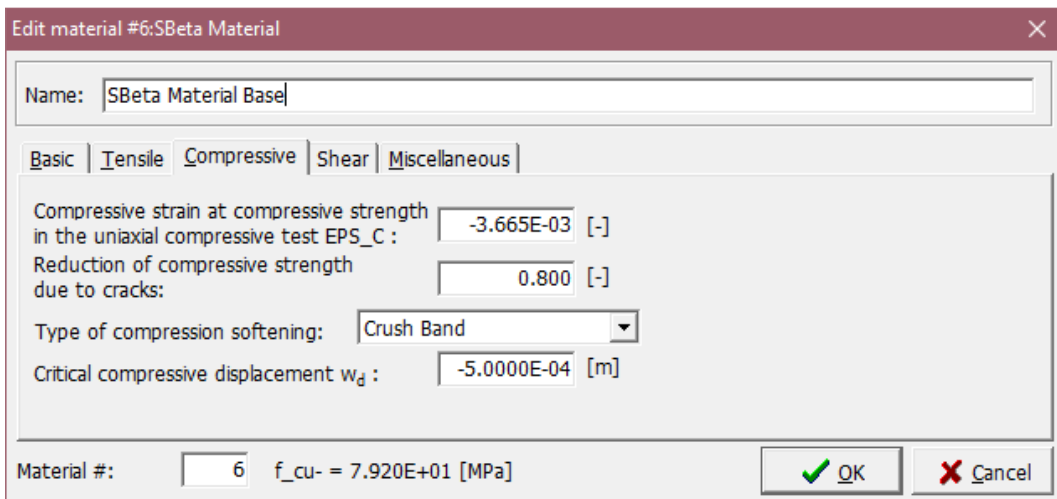 Edit material #6:SBeta Material
Name: SBeta Material Base
Basic Tensile Compressive Shear Miscellaneous
Compressive strain at compressive strength
in the uniaxial compressive test EPS_C : -3.665E-03 [-]
Reduction of compressive strength
due to cracks: 0.800 [-]
Type of compression softening: Crush Band
Critical compressive displacement wd : -5.0000E-04 [m]
Material #: 6 f_cu- = 7.920E+01 [MPa] OK Cancel